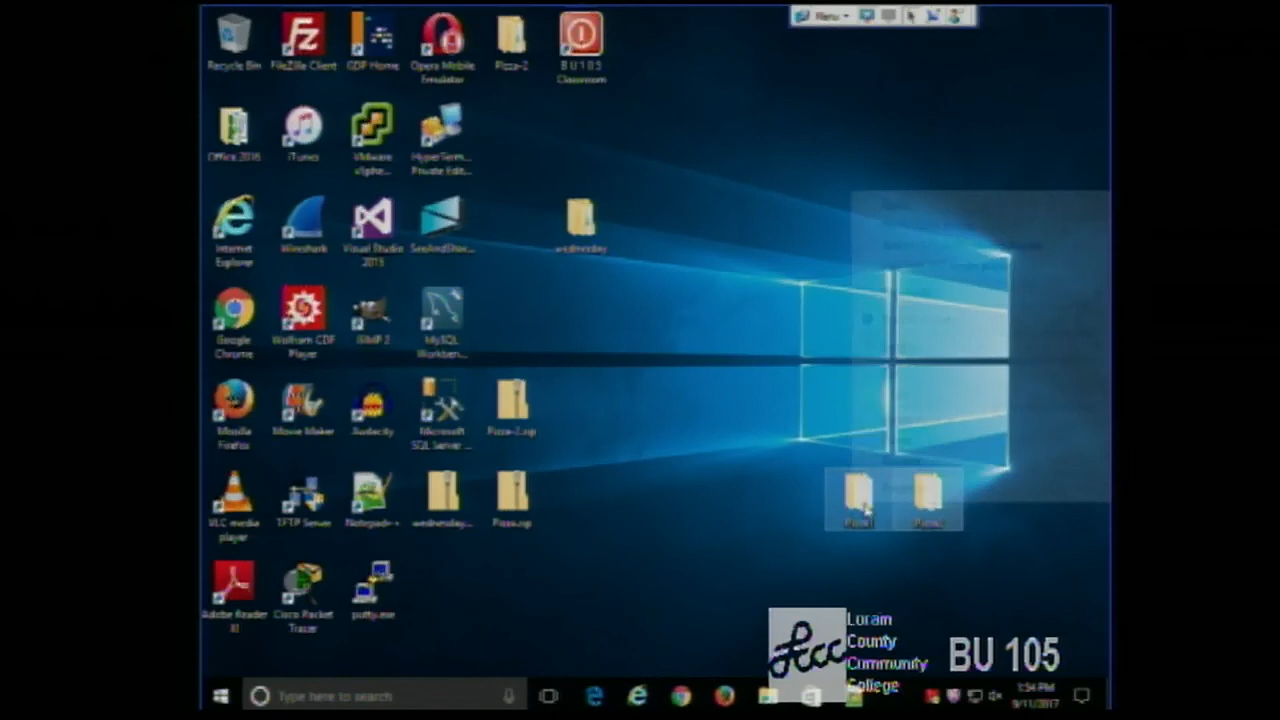 Menu
Recycle Bin
FileZilla Client
CDF Home
Opera Mobile
Emulator
Pizza-2
BU105
Classroom
Office 2016
iTunes
VMware
vSphe...
HyperTerm...
Private Edit...
Internet
Explorer
Wireshark
Visual Studio
2015
SeeAndShar...
wednesday
Google
Chrome
Wolfram CDF
Player
GIMP 2
MySQL
Workben...
Mozilla
Firefox
Movie Maker
Audacity
Microsoft
SQL Server ...
Pizza-2.zip
VLC media
player
TFTP Server
Notepad++
wednesday...
Pizza.zip
Adobe Reader
XI
Cisco Packet
Tracer
putty.exe
Lorain
County
Community
College
BU 105
Type here to search
1:54 PM
9/11/2017